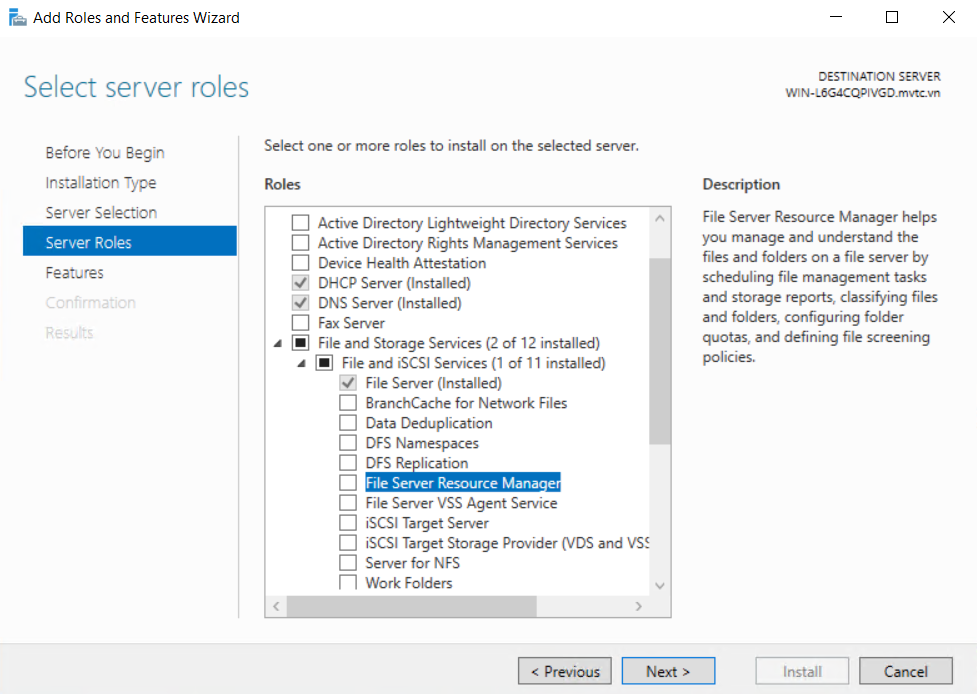 Add Roles and Features Wizard
Select server roles
DESTINATION SERVER
WIN-L6G4CQPIVGD.mvtc.vn
Before You Begin
Installation Type
Server Selection
Server Roles
Features
Confirmation
Results
Select one or more roles to install on the selected server.
Roles
Active Directory Lightweight Directory Services
Active Directory Rights Management Services
Device Health Attestation
DHCP Server (Installed)
DNS Server (Installed)
Fax Server
File and Storage Services (2 of 12 installed)
File and iSCSI Services (1 of 11 installed)
File Server (Installed)
BranchCache for Network Files
Data Deduplication
DFS Namespaces
DFS Replication
File Server Resource Manager
File Server VSS Agent Service
iSCSI Target Server
iSCSI Target Storage Provider (VDS and VSS
Server for NFS
Work Folders
Description
File Server Resource Manager helps
you manage and understand the
files and folders on a file server by
scheduling file management tasks
and storage reports, classifying files
and folders, configuring folder
quotas, and defining file screening
policies.
< Previous
Next >
Install
Cancel